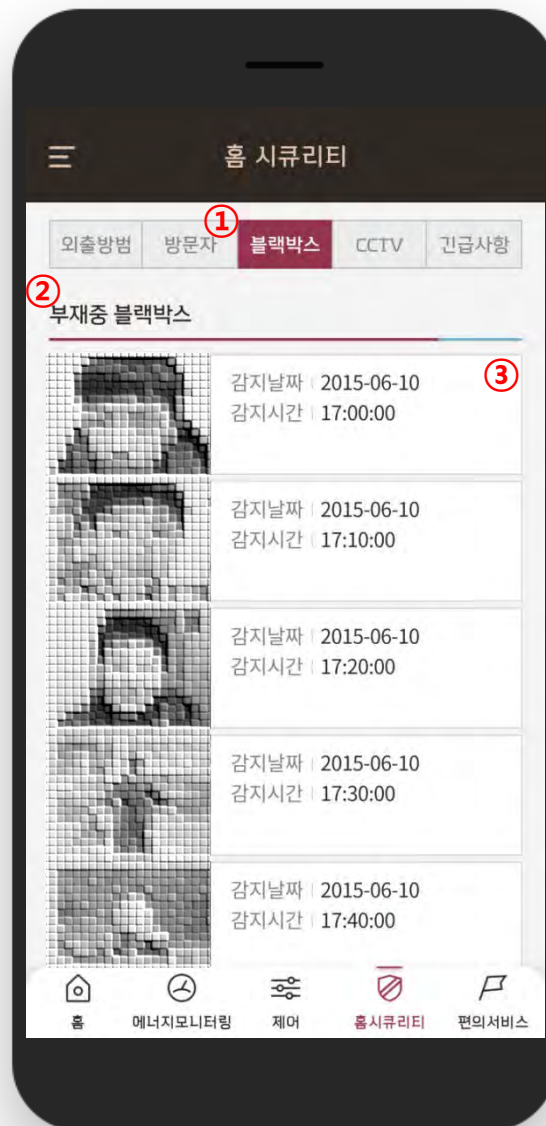 홈 시큐리티
①
외출방범 방문자 블랙박스 CCTV 긴급사항
②
부재중 블랙박스
③
감지날짜 2015-06-10
감지시간 17:00:00
감지날짜 2015-06-10
감지시간 17:10:00
감지날짜 2015-06-10
감지시간 17:20:00
감지날짜 2015-06-10
감지시간 17:30:00
감지날짜 2015-06-10
감지시간 17:40:00
홈 에너지모니터링 제어 홈시큐리티 편의서비스